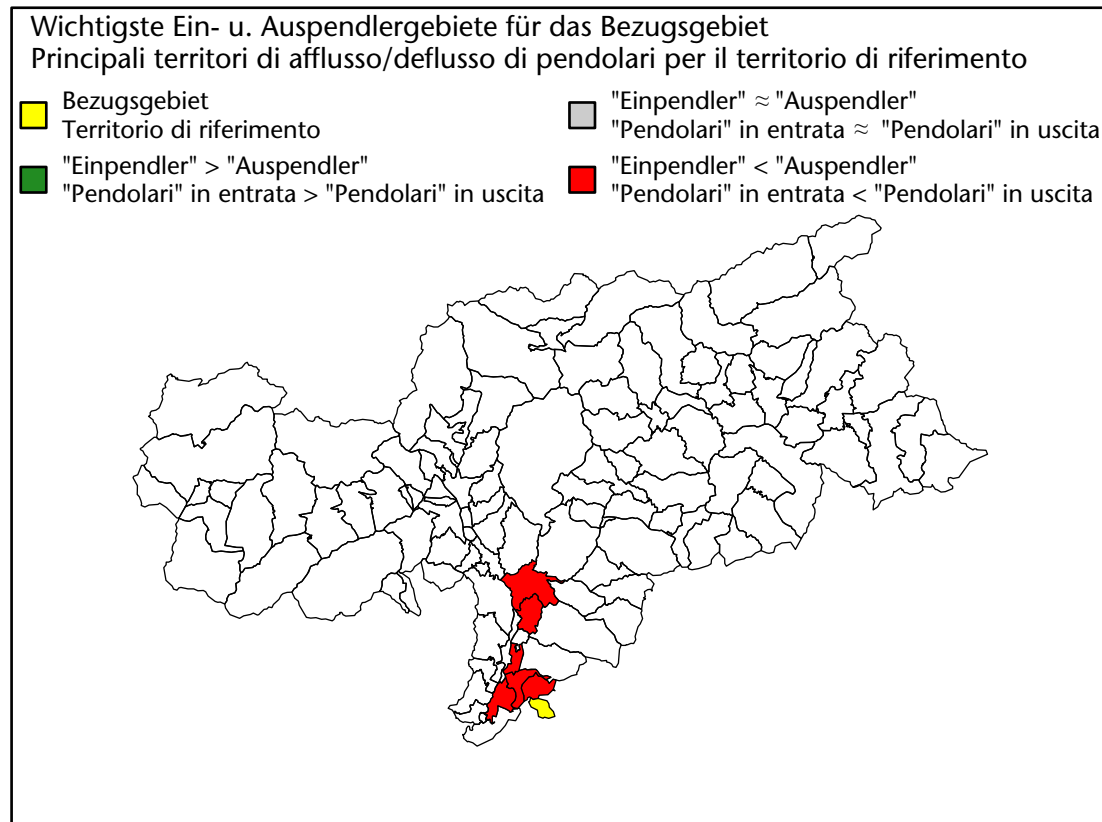 Wichtigste Ein- u. Auspendlergebiete für das Bezugsgebiet
Principali territori di afflusso/deflusso di pendolari per il territorio di riferimento
Bezugsgebiet
Territorio di riferimento
"Einpendler" > "Auspendler"
"Pendolari" in entrata > "Pendolari" in uscita
"Einpendler" ≈ "Auspendler"
"Pendolari" in entrata ≈ "Pendolari" in uscita
"Einpendler" < "Auspendler"
"Pendolari" in entrata < "Pendolari" in uscita